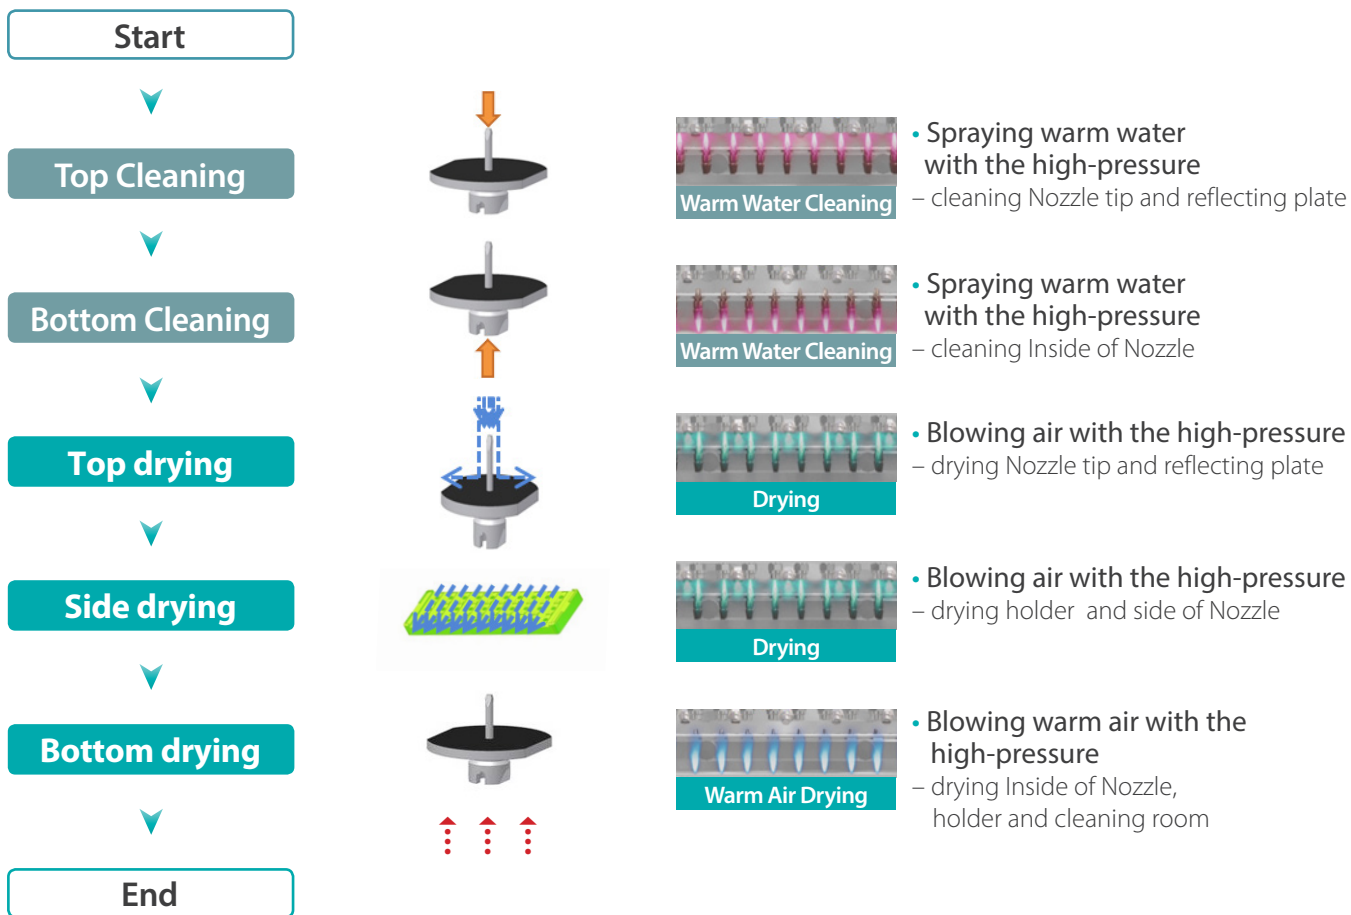 Start
Top Cleaning
Warm Water Cleaning
• Spraying warm water
with the high-pressure
– cleaning Nozzle tip and reflecting plate
Bottom Cleaning
Warm Water Cleaning
• Spraying warm water
with the high-pressure
– cleaning Inside of Nozzle
Top drying
Drying
• Blowing air with the high-pressure
– drying Nozzle tip and reflecting plate
Side drying
Drying
• Blowing air with the high-pressure
– drying holder and side of Nozzle
Bottom drying
Warm Air Drying
• Blowing warm air with the
high-pressure
– drying Inside of Nozzle,
holder and cleaning room
End